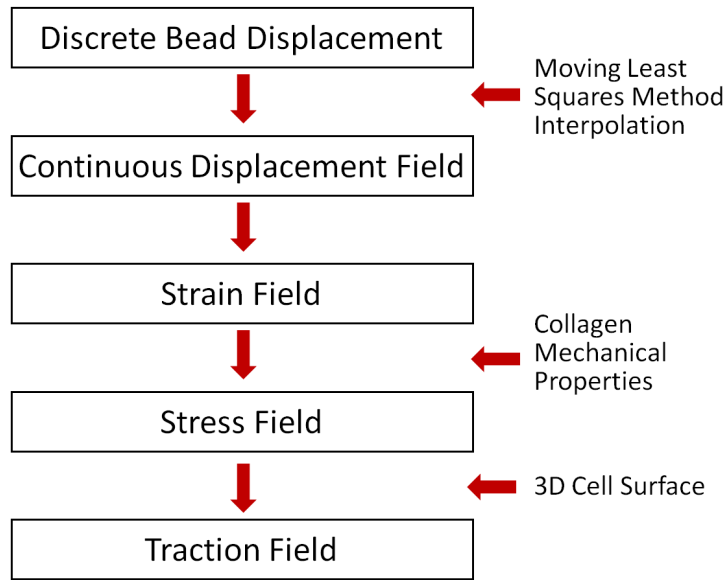 Discrete Bead Displacement
Moving Least
Squares Method
Interpolation
Continuous Displacement Field
Strain Field
Collagen
Mechanical
Properties
Stress Field
3D Cell Surface
Traction Field